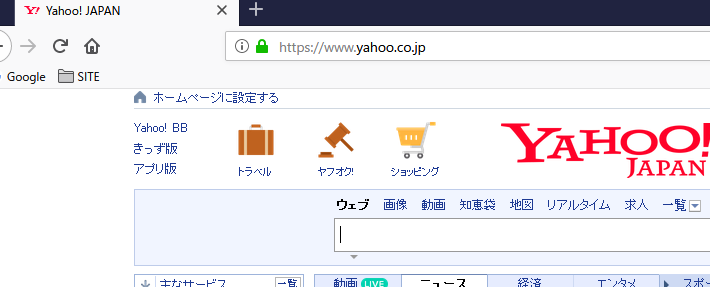 Yahoo! JAPAN
https://www.yahoo.co.jp
Google SITE
ホームページに設定する
Yahoo! BB
きっず版
アプリ版
トラベル ヤフオク! ショッピング
YAHOO!
JAPAN
ウェブ 画像 動画 知恵袋 地図 リアルタイム 求人 一覧
主なサービス 一覧 動画 LIVE ニュース 経済 エンタメ スポ